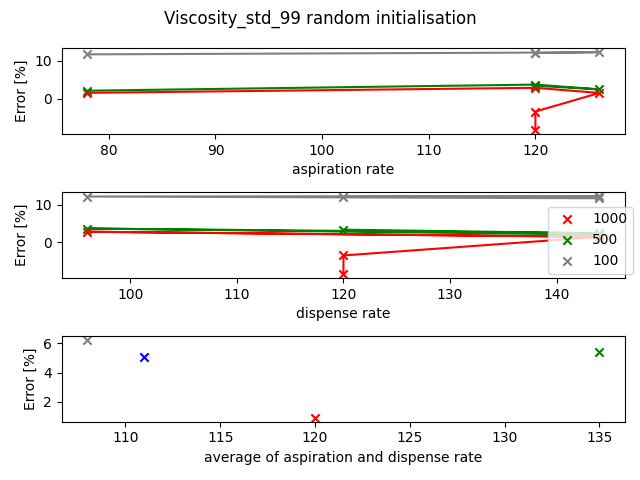 Viscosity_std_99 random initialisation
10
0
Error [%]
80 90 100 110 120
aspiration rate
10
0
Error [%]
1000
500
100
100 110 120 130 140
dispense rate
6
4
2
Error [%]
110 115 120 125 130 135
average of aspiration and dispense rate